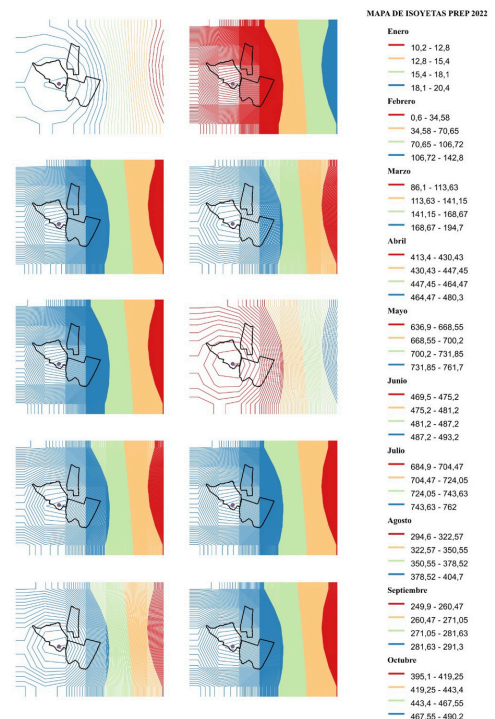 MAPA DE ISOYETAS PREP 2022
Enero
10,2 - 12,8
12,8 - 15,4
15,4 - 18,1
18,1 - 20,4
Febrero
0,6 - 34,58
34,58 - 70,65
70,65 - 106,72
106,72 - 142,8
Marzo
86,1 - 113,63
113,63 - 141,15
141,15 - 168,67
168,67 - 194,7
Abril
413,4 - 430,43
430,43 - 447,45
447,45 - 464,47
464,47 - 480,3
Mayo
636,9 - 668,55
668,55 - 700,2
700,2 - 731,85
731,85 - 761,7
Junio
469,5 - 475,2
475,2 - 481,2
481,2 - 487,2
487,2 - 493,2
Julio
684,9 - 704,47
704,47 - 724,05
724,05 - 743,63
743,63 - 762
Agosto
294,6 - 322,57
322,57 - 350,55
350,55 - 378,52
378,52 - 404,7
Septiembre
249,9 - 260,47
260,47 - 271,05
271,05 - 281,63
281,63 - 291,3
Octubre
395,1 - 419,25
419,25 - 443,4
443,4 - 467,55
467,55 - 490,2